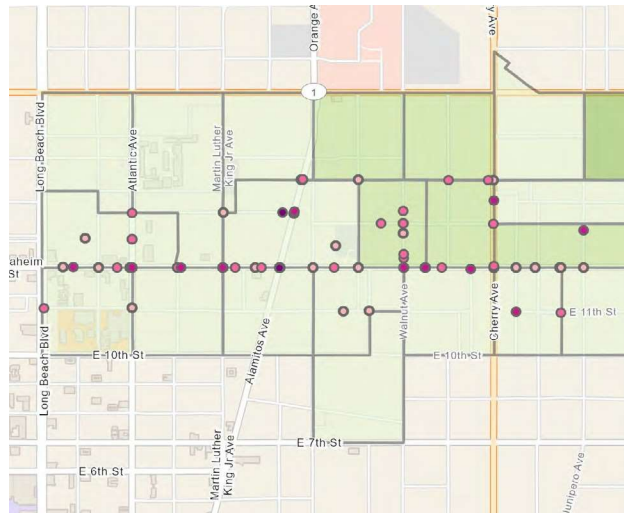 Orange A
ry Ave
1
Long Beach Blvd
Atlantic Ave
Martin Luther
King Jr Ave
aheim
St
Walnut Ave
Cherry Ave
E 11th St
Long Beach Blvd
E 10th St
Alamitos Ave
E 10th St
E 7th St
E 6th St
Martin Luther
King Jr Ave
Junipero Ave